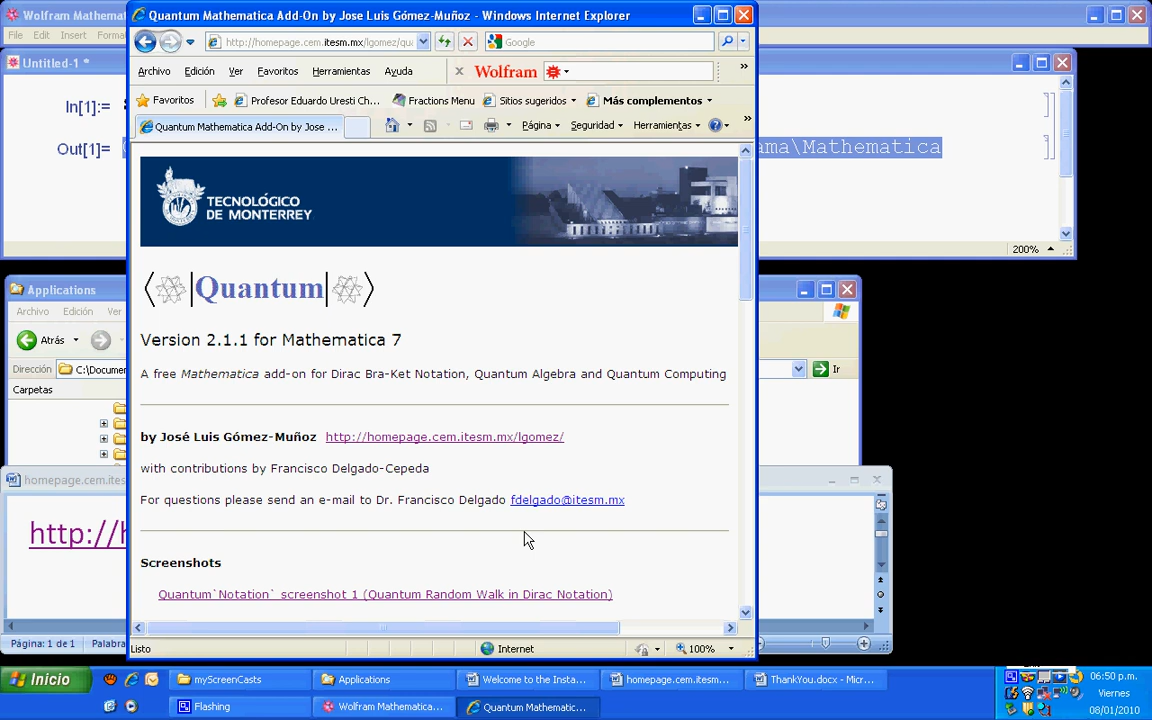 Wolfram Mathema
Quantum Mathematica Add-On by Jose Luis Gómez-Muñoz - Windows Internet Explorer
File Edit Insert Forma
http://homepage.cem.itesm.mx/lgomez/qua
Google
Untitled-1 *
Archivo Edición Ver Favoritos Herramientas Ayuda
Wolfram
In[1]:=
Favoritos Profesor Eduardo Uresti Ch... Fractions Menu Sitios sugeridos Más complementos
Quantum Mathematica Add-On by Jose ...
Página Seguridad Herramientas
Out[1]= ama\Mathematica
TECNOLÓGICO
DE MONTERREY
200%
Quantum
Applications
Archivo Edición Ver
Version 2.1.1 for Mathematica 7
Atrás
Dirección C:\Documen Ir
A free Mathematica add-on for Dirac Bra-Ket Notation, Quantum Algebra and Quantum Computing
Carpetas
by José Luis Gómez-Muñoz http://homepage.cem.itesm.mx/lgomez/
with contributions by Francisco Delgado-Cepeda
homepage.cem.ites
For questions please send an e-mail to Dr. Francisco Delgado fdelgado@itesm.mx
http://h
Screenshots
Quantum`Notation` screenshot 1 (Quantum Random Walk in Dirac Notation)
Página: 1 de 1 Palabra
Listo Internet 100%
Inicio
myScreenCasts Applications Welcome to the Insta... homepage.cem.itesm... ThankYou.docx - Micr...
Flashing Wolfram Mathematica... Quantum Mathematic...
06:50 p.m.
Viernes
08/01/2010